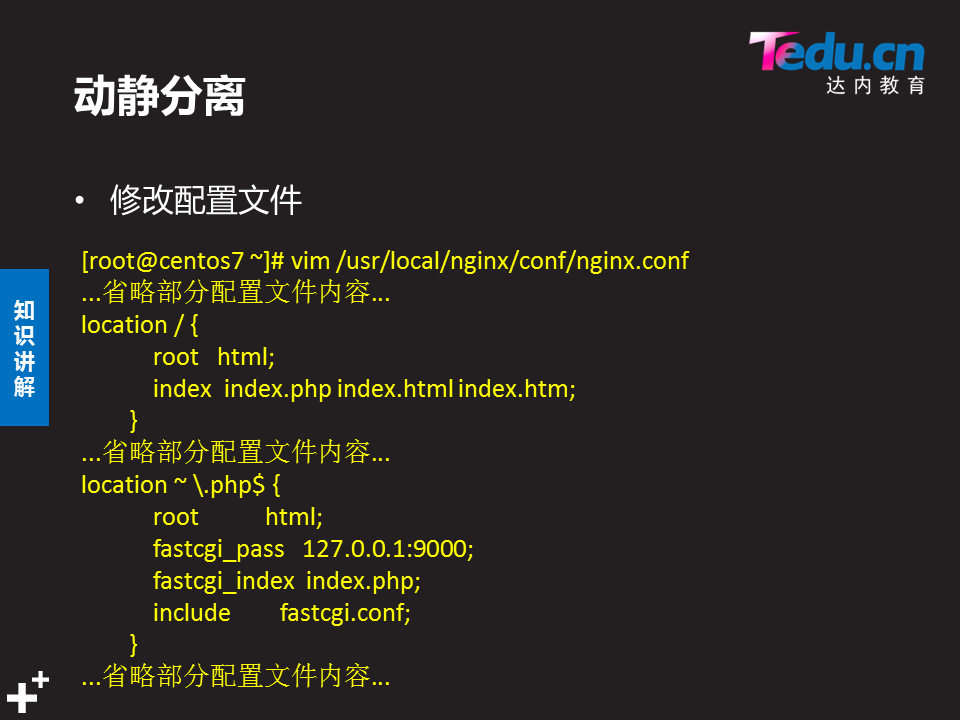 Tedu.cn
达内教育
动静分离
• 修改配置文件
[root@centos7 ~]# vim /usr/local/nginx/conf/nginx.conf
...省略部分配置文件内容...
location / {
root html;
index index.php index.html index.htm;
}
...省略部分配置文件内容...
location ~ \.php$ {
root html;
fastcgi_pass 127.0.0.1:9000;
fastcgi_index index.php;
include fastcgi.conf;
}
...省略部分配置文件内容...
知识讲解